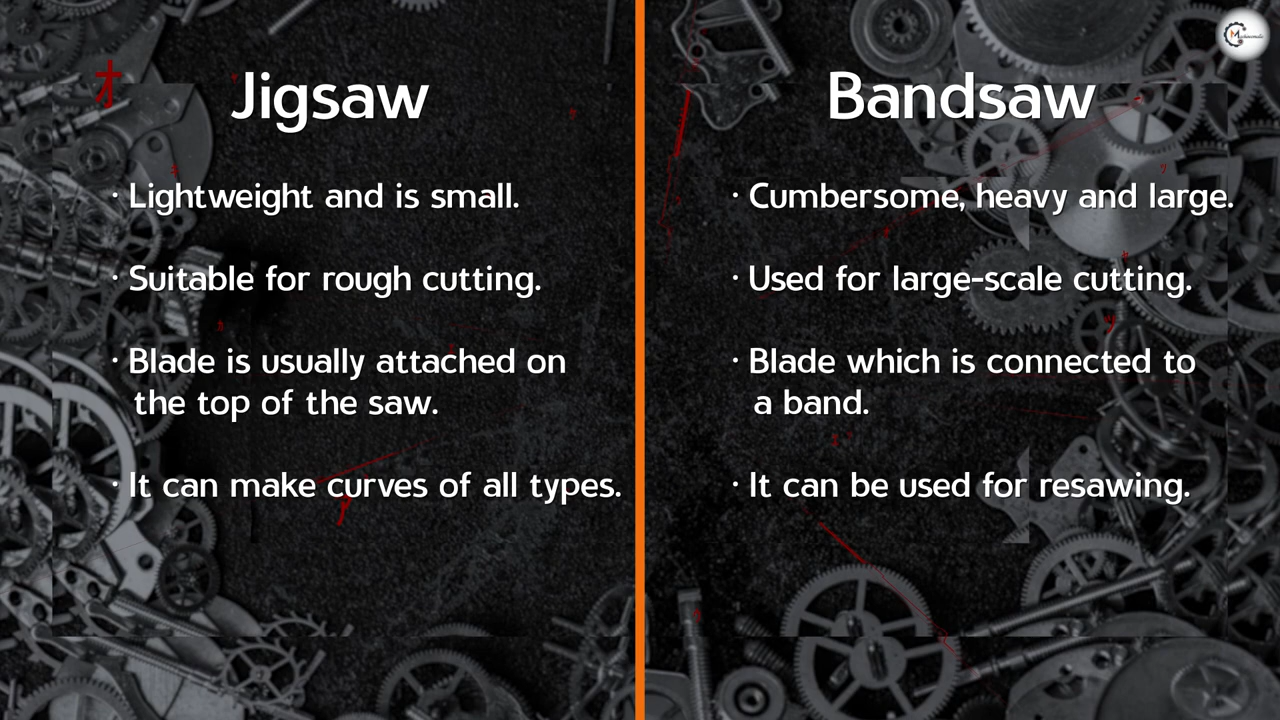 Jigsaw
· Lightweight and is small.
· Suitable for rough cutting.
· Blade is usually attached on
the top of the saw.
· It can make curves of all types.
Bandsaw
· Cumbersome, heavy and large.
· Used for large-scale cutting.
· Blade which is connected to
a band.
· It can be used for resawing.